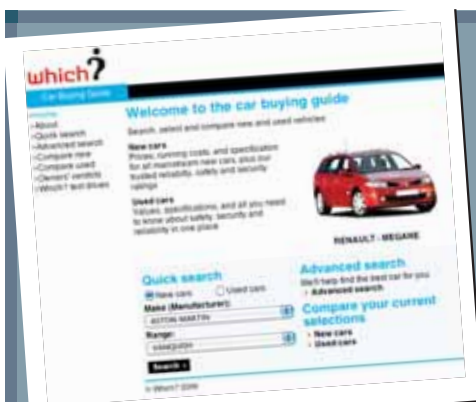 which?
Car Buying Guide
Welcome to the car buying guide
Search, select and compare new and used vehicles
About
Quick search
Advanced search
Compare new
Compare used
Owners' verdicts
Which? test drives
New cars
Prices, running costs, and specification
for all mainstream new cars, plus our
trusted reliability, safety and security
ratings
Used cars
Values, specifications, and all you need
to know about safety, security and
reliability in one place
RENAULT - MEGANE
Quick search
New cars
Used cars
Make (Manufacturer):
ASTON MARTIN
Range:
VANQUISH
Search
Advanced search
We'll help find the best car for you
Advanced search
Compare your current
selections
New cars
Used cars
© Which?